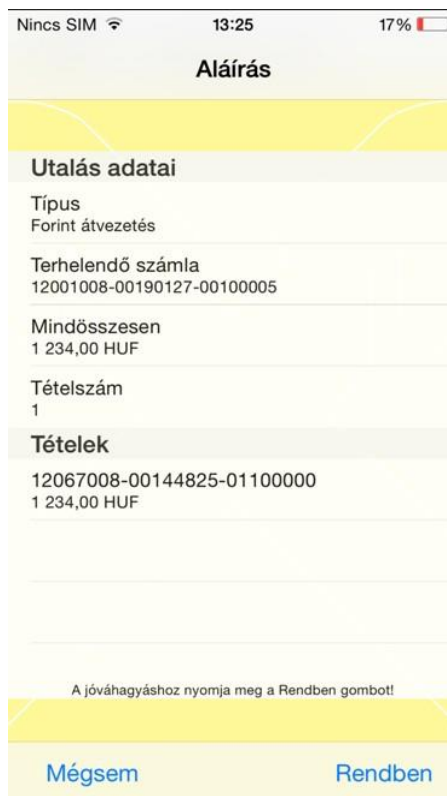 Nincs SIM 13:25 17%
Aláírás
Utalás adatai
Típus
Forint átvezetés
Terhelendő számla
12001008-00190127-00100005
Mindösszesen
1 234,00 HUF
Tételszám
1
Tételek
12067008-00144825-01100000
1 234,00 HUF
A jóváhagyáshoz nyomja meg a Rendben gombot!
Mégsem Rendben